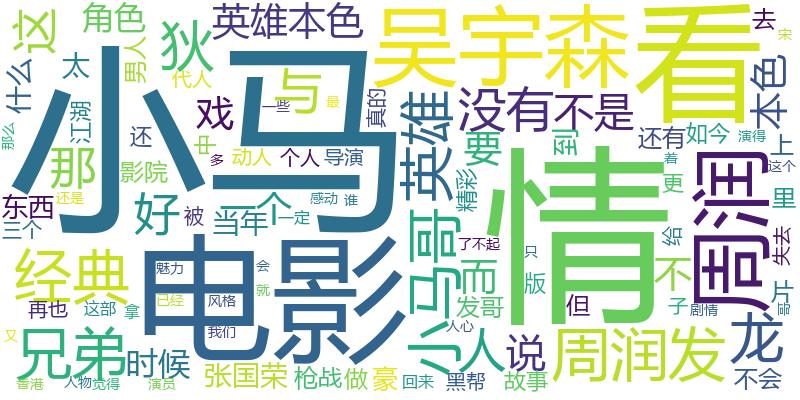 小马
情
电影
看
吴宇森
周润
周润发
小马哥
英雄
英雄本色
经典
兄弟
狄
龙
这
角色
男人
代人
与
戏
一些
真的
最
没有
不是
去
宋
本色
什么
太
江湖
还
那
影院
中
多
动人
个人
导演
要
到
还有
如今
演得
上
那么
着
这个
更
还是
东西
三个
好
被
当年
一个
感动
谁
一定
精彩
里
给
失去
了不起
只
而
版
发哥
不
但
子
剧情
片
魅力
会
已经
风格
就
我们
再也
这部
拿
人心
人
说
时候
又
香港
人物
觉得
演员
张国荣
枪战
做
豪
回来
黑帮
故事
不会